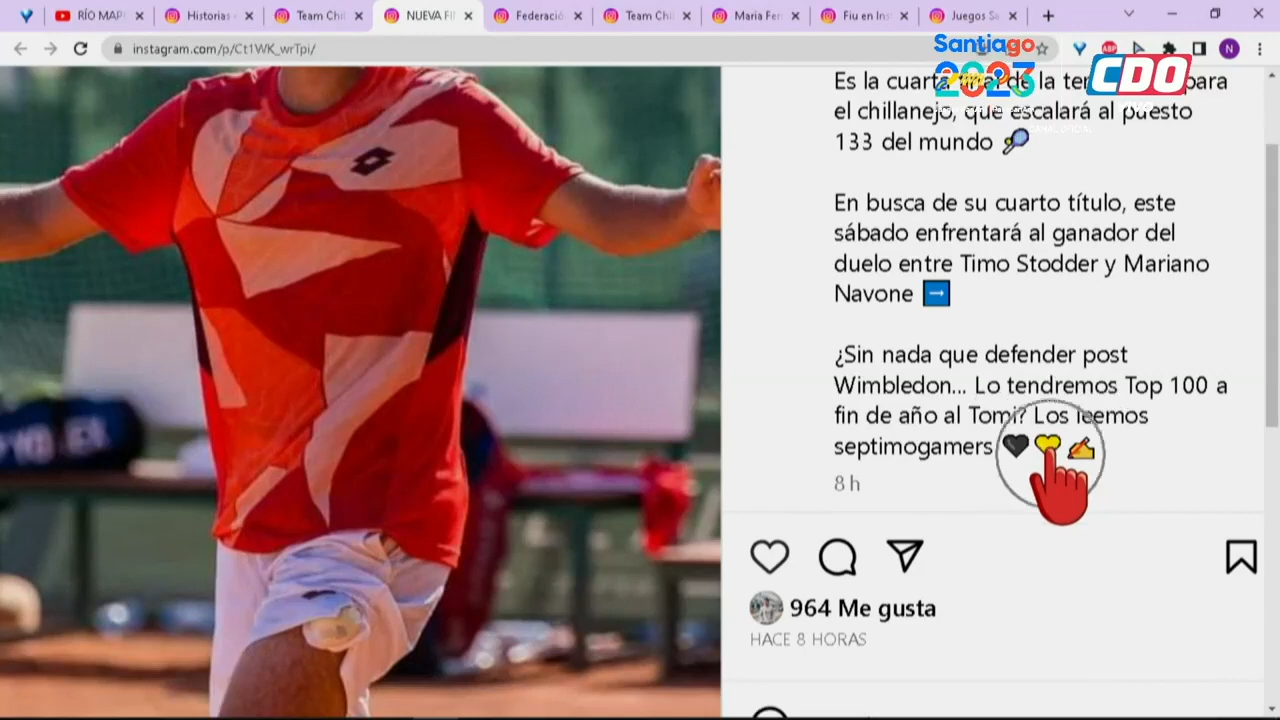 RÍO MAP
Historias
Team Chi
NUEVA FI
Federació
Team Chi
Maria Fer
Fiu en Ins
Juegos Sa
instagram.com/p/Ct1WK_wrTpi/
ABP
N
Santiago
2023
CDO
Es la cuarta final de la para
el chillanejo, que escalará al puesto
133 del mundo 🎾
En busca de su cuarto título, este
sábado enfrentará al ganador del
duelo entre Timo Stodder y Mariano
Navone ➡️
¿Sin nada que defender post
Wimbledon... Lo tendremos Top 100 a
fin de año al Tomi? Los leemos
septimogamers 🖤 💛 ✍️
8 h
964 Me gusta
HACE 8 HORAS